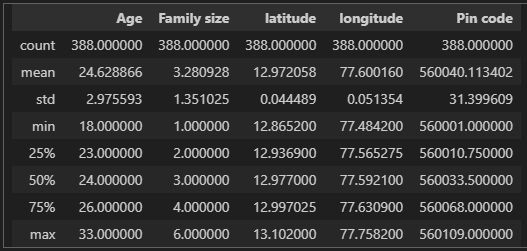 Age Family size latitude longitude Pin code
count 388.000000 388.000000 388.000000 388.000000 388.000000
mean 24.628866 3.280928 12.972058 77.600160 560040.113402
std 2.975593 1.351025 0.044489 0.051354 31.399609
min 18.000000 1.000000 12.865200 77.484200 560001.000000
25% 23.000000 2.000000 12.936900 77.565275 560010.750000
50% 24.000000 3.000000 12.977000 77.592100 560033.500000
75% 26.000000 4.000000 12.997025 77.630900 560068.000000
max 33.000000 6.000000 13.102000 77.758200 560109.000000